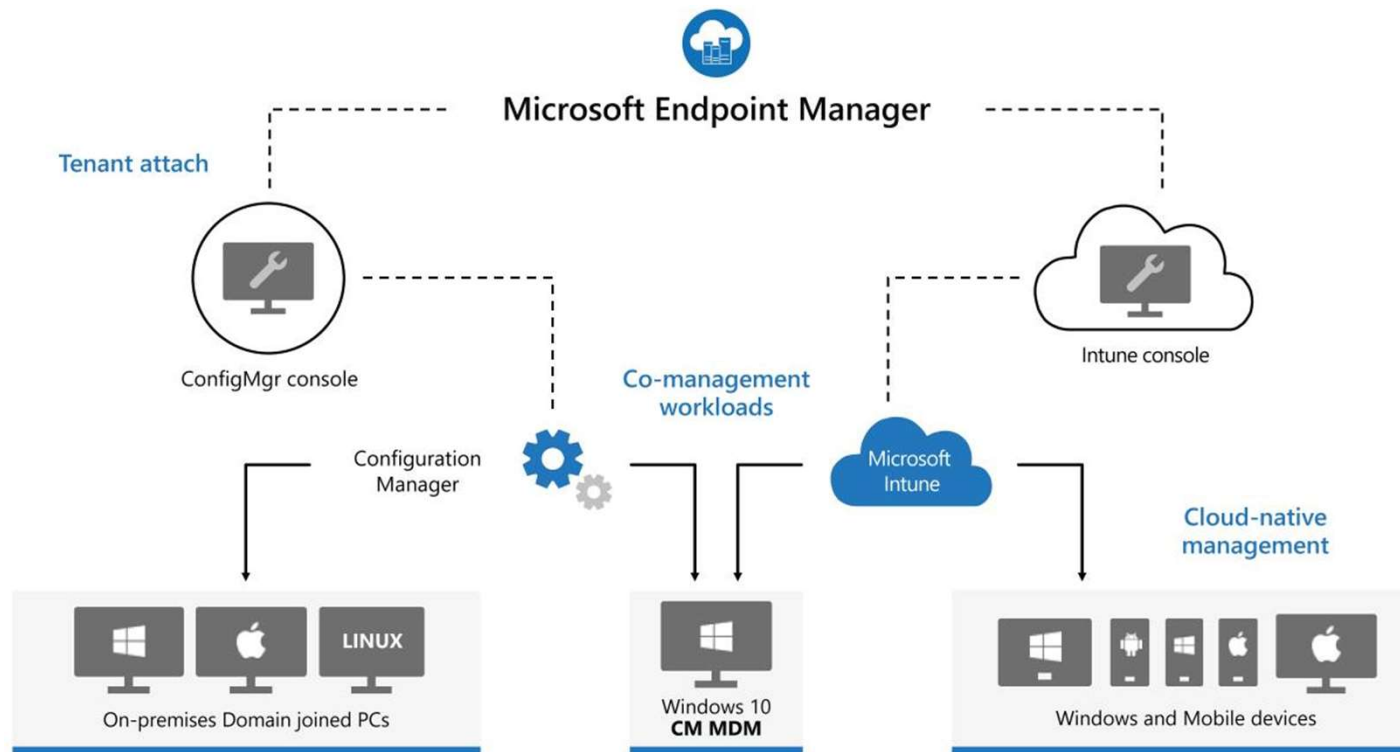 Microsoft Endpoint Manager
Tenant attach
ConfigMgr console
Intune console
Co-management
workloads
Configuration
Manager
Microsoft
Intune
Cloud-native
management
LINUX
On-premises Domain joined PCs
Windows 10
CM MDM
Windows and Mobile devices